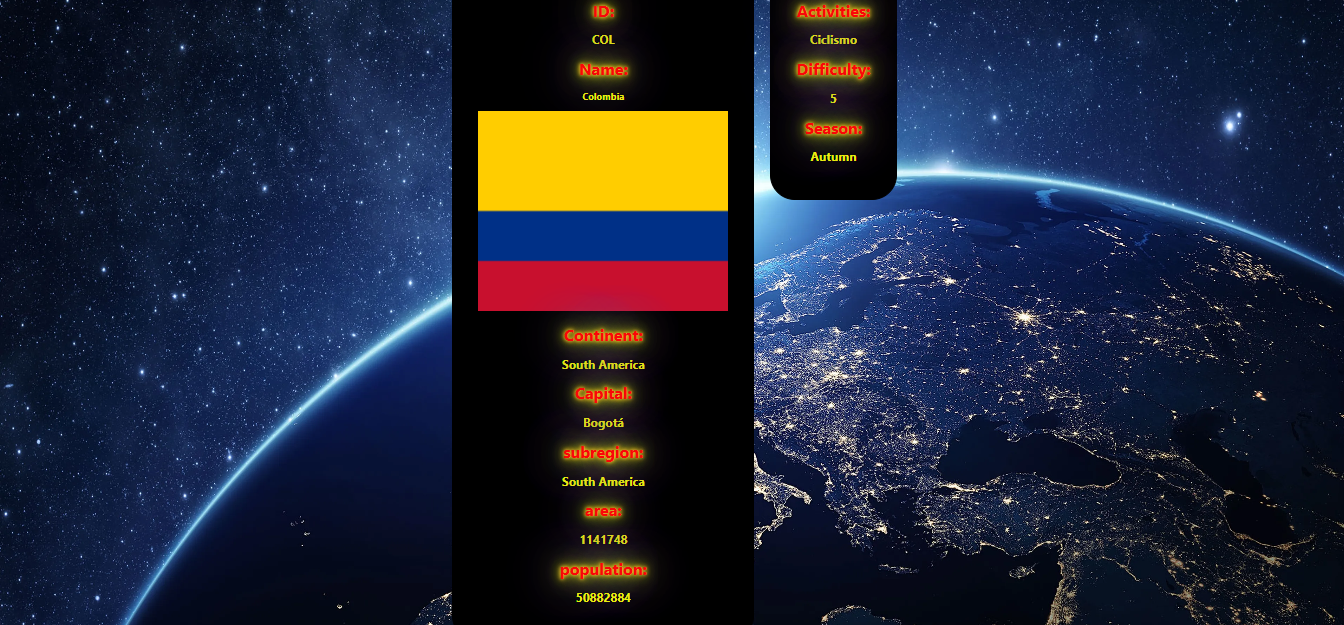 ID:
COL
Name:
Colombia
Continent:
South America
Capital:
Bogotá
subregion:
South America
area:
1141748
population:
50882884
Activities:
Ciclismo
Difficulty:
5
Season:
Autumn